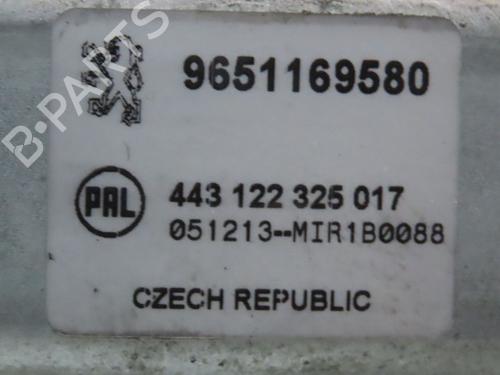 9651169580
PAL
443 122 325 017
051213--MIR1B0088
CZECH REPUBLIC
B-PARTS